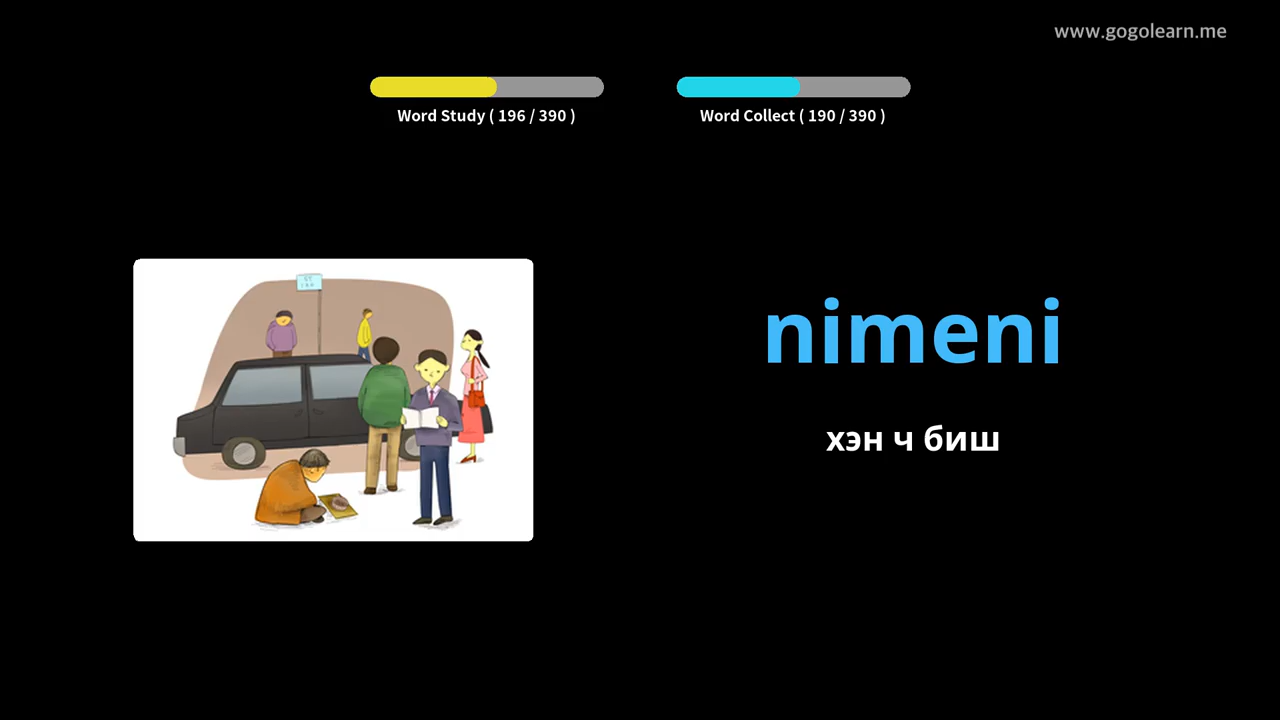 www.gogolearn.me
Word Study ( 196 / 390 )
Word Collect ( 190 / 390 )
nimeni
хэн ч биш